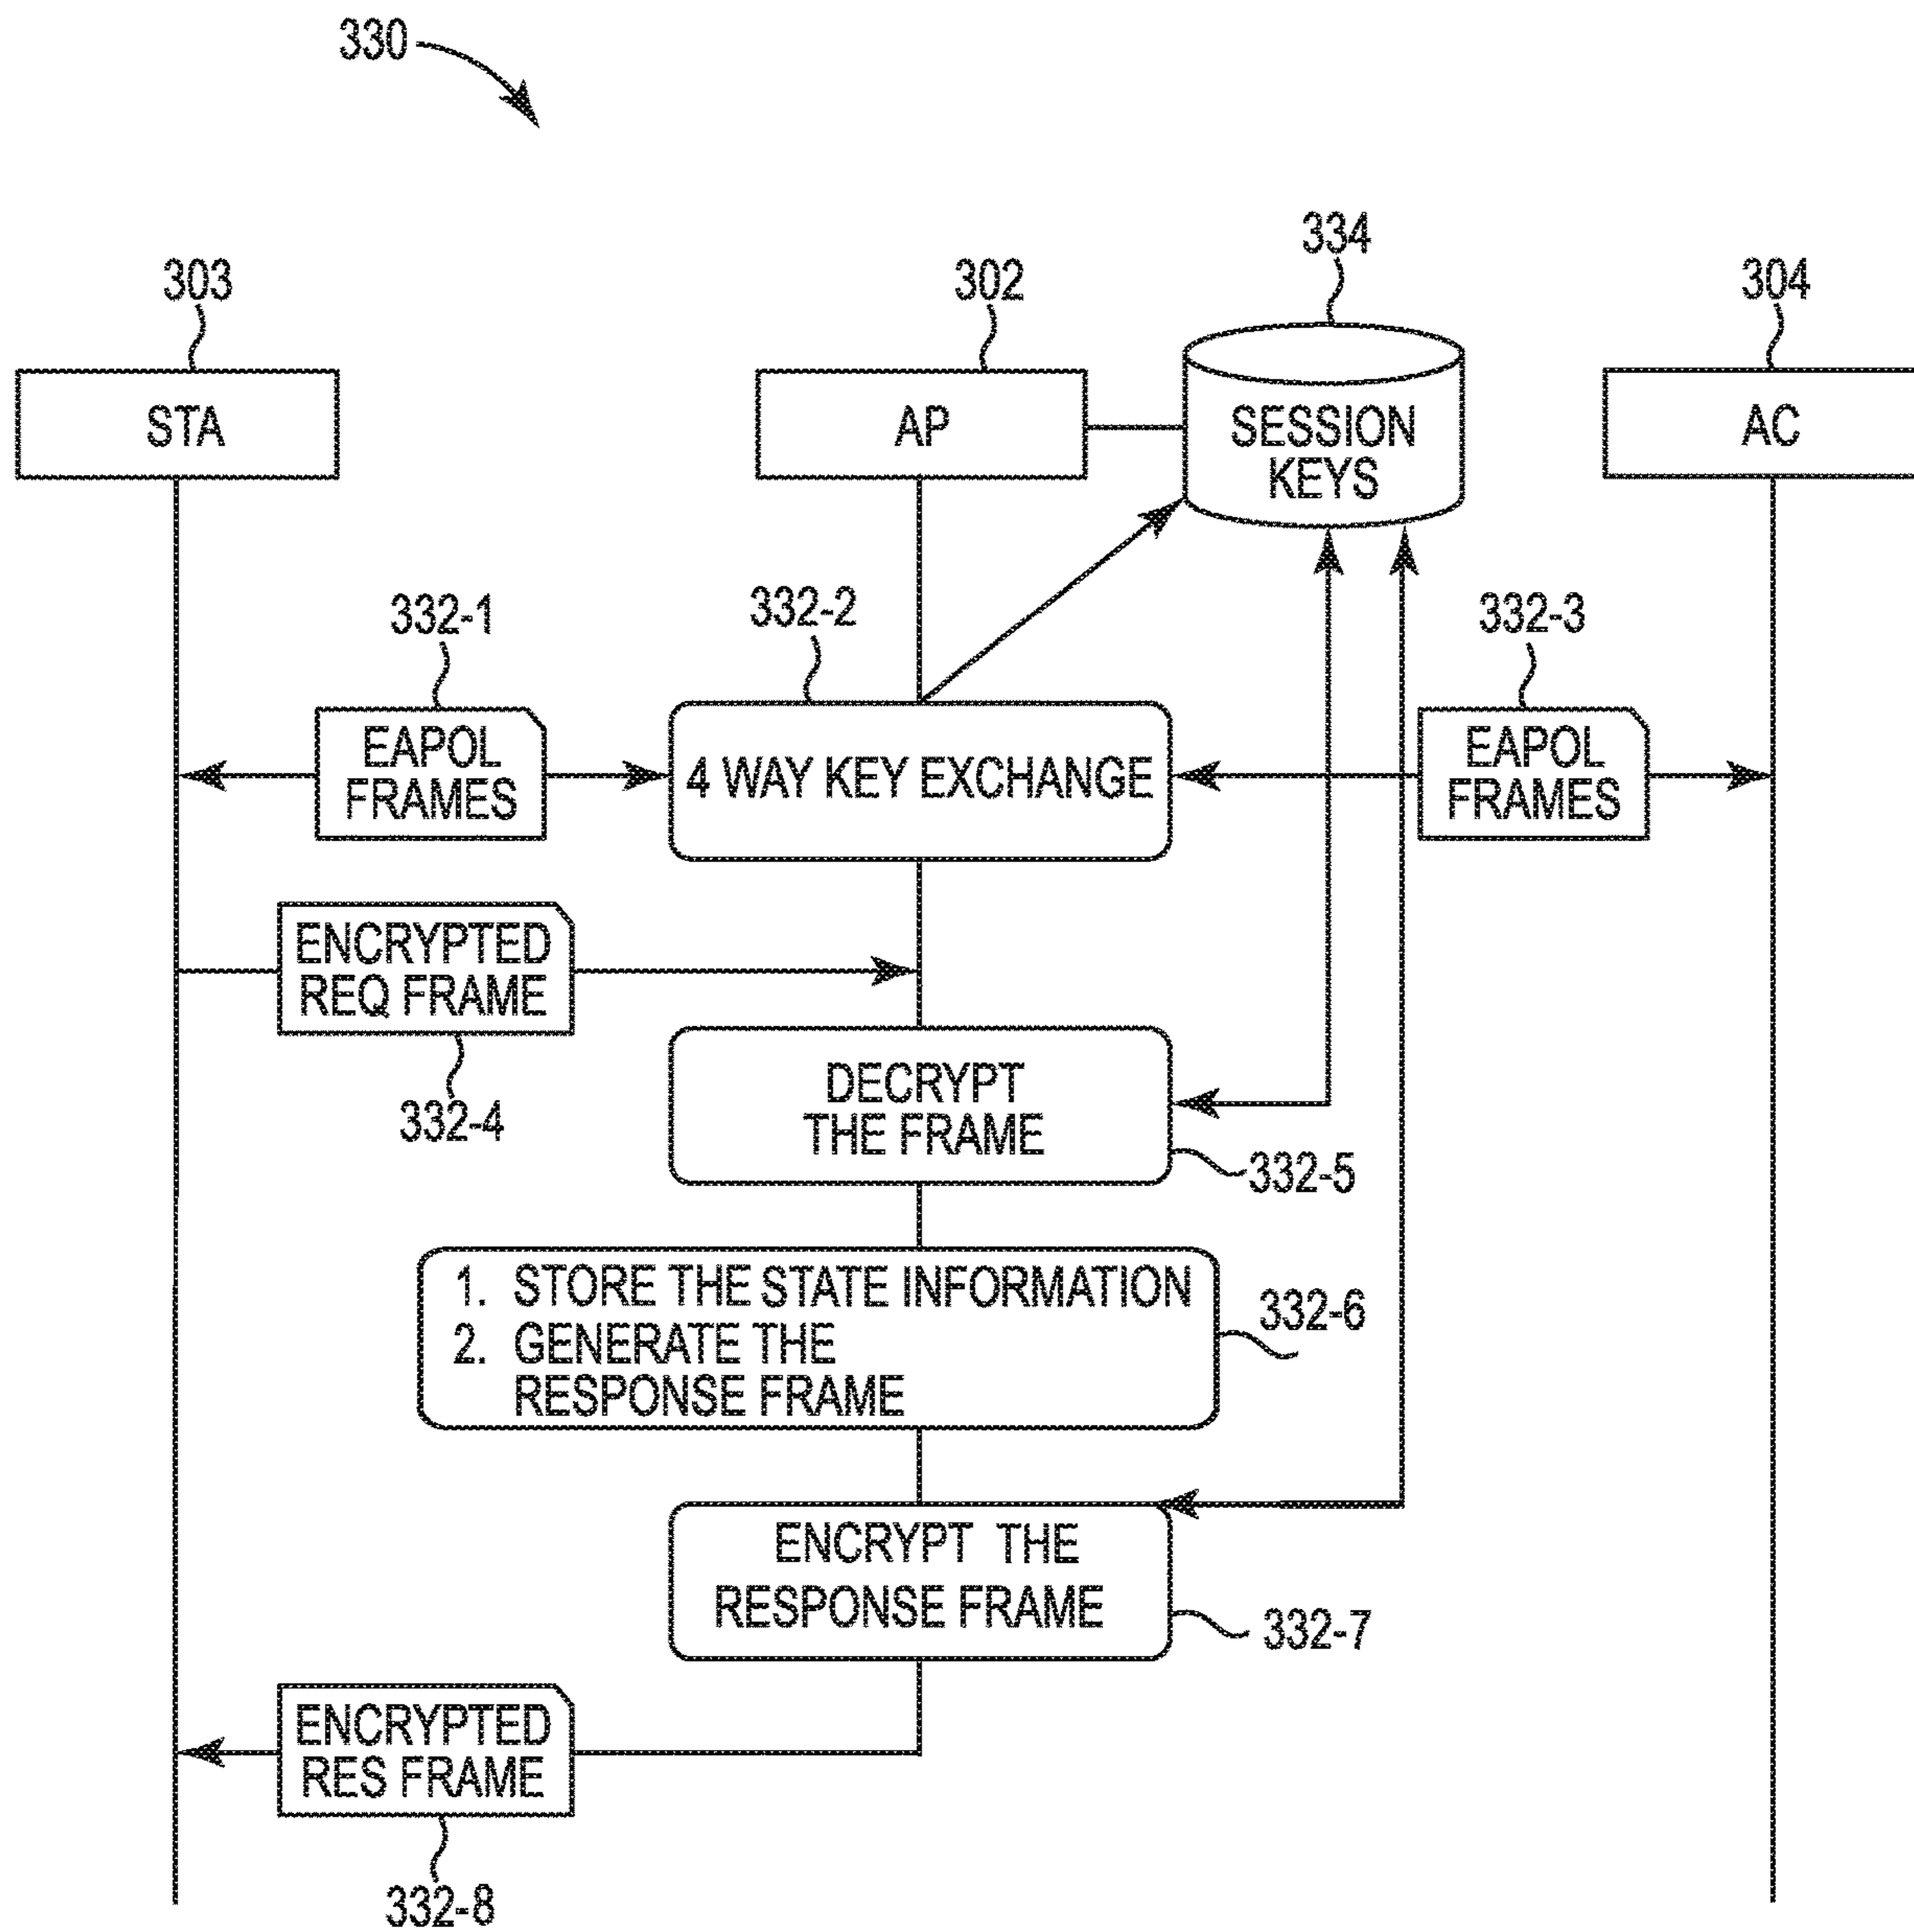 330
334
303
302
304
STA
AP
SESSION
KEYS
AC
332-1
332-2
332-3
EAPOL
FRAMES
4 WAY KEY EXCHANGE
EAPOL
FRAMES
ENCRYPTED
REQ FRAME
332-4
DECRYPT
THE FRAME
332-5
1. STORE THE STATE INFORMATION
2. GENERATE THE
RESPONSE FRAME
332-6
ENCRYPT THE
RESPONSE FRAME
332-7
ENCRYPTED
RES FRAME
332-8